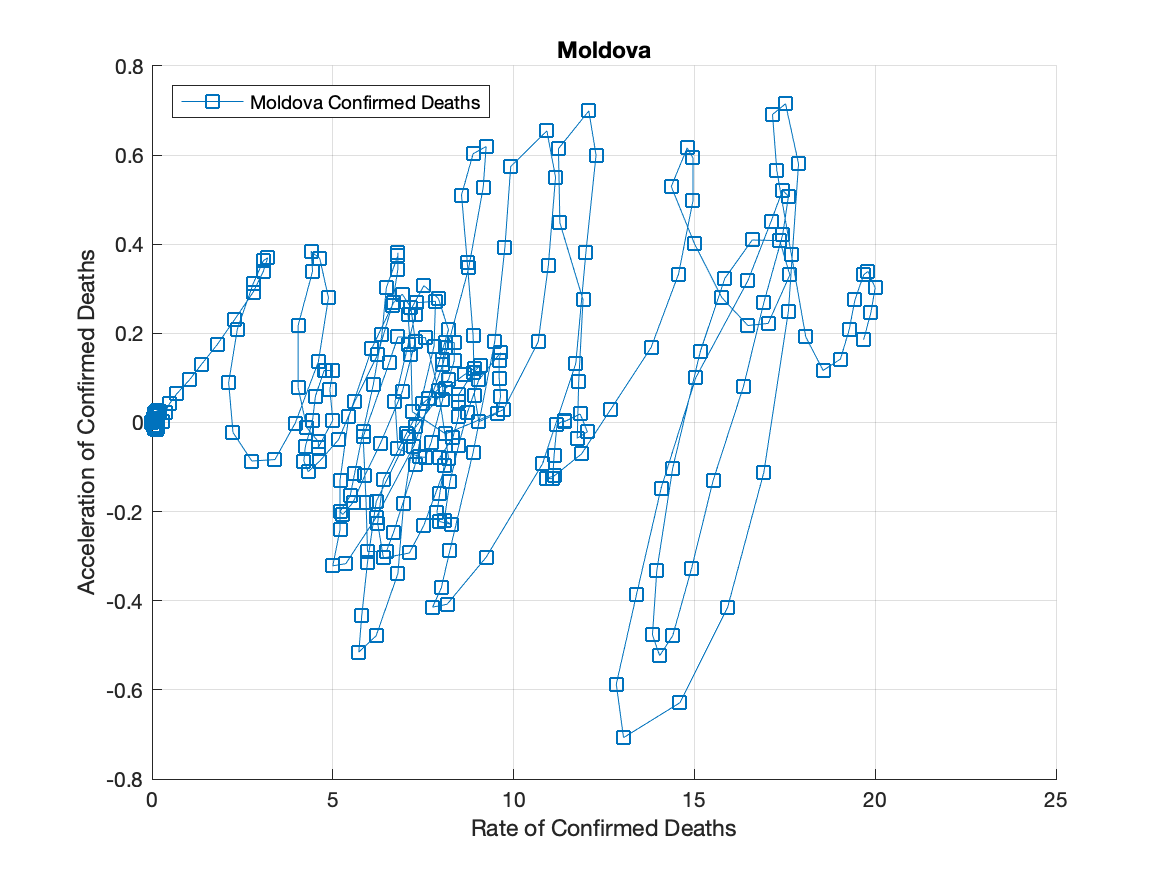 Moldova
0.8
Moldova Confirmed Deaths
0.6
0.4
0.2
0
-0.2
-0.4
-0.6
-0.8
Acceleration of Confirmed Deaths
0 5 10 15 20 25
Rate of Confirmed Deaths